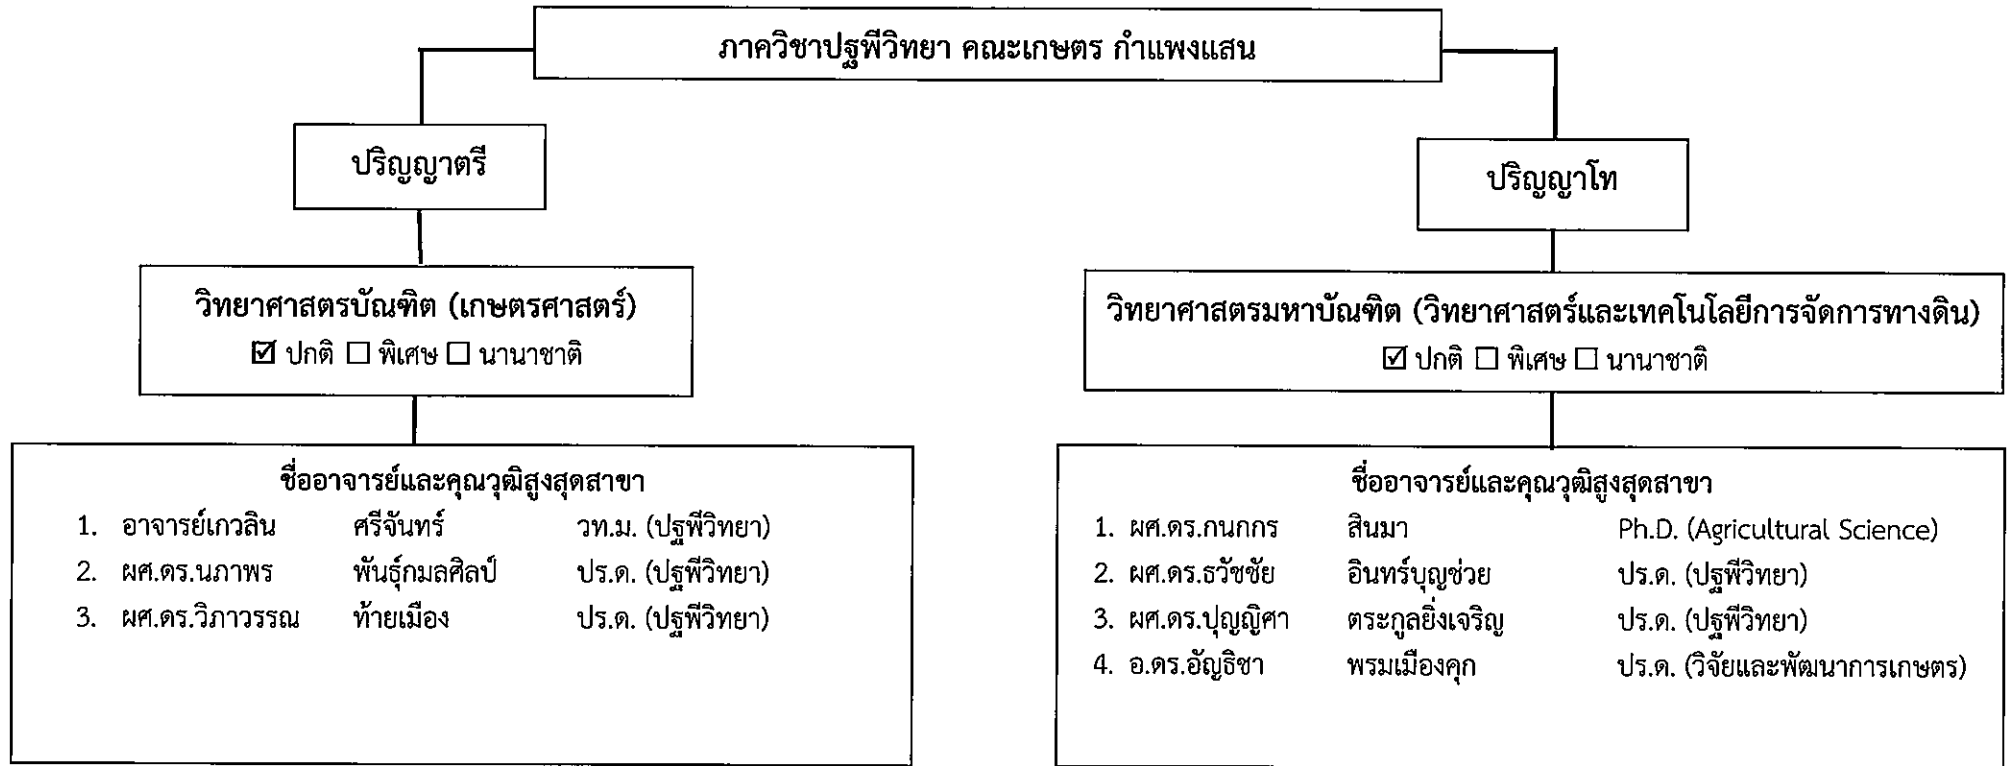 ภาควิชาปฐพีวิทยา คณะเกษตร กำแพงแสน
ปริญญาตรี
วิทยาศาสตรบัณฑิต (เกษตรศาสตร์)
☑ ปกติ ☐ พิเศษ ☐ นานาชาติ
ชื่ออาจารย์และคุณวุฒิสูงสุดสาขา
1. อาจารย์เกวลิน ศรีจันทร์ วท.ม. (ปฐพีวิทยา)
2. ผศ.ดร.นภาพร พันธุ์กมลศิลป์ ปร.ด. (ปฐพีวิทยา)
3. ผศ.ดร.วิภาวรรณ ท้ายเมือง ปร.ด. (ปฐพีวิทยา)
ปริญญาโท
วิทยาศาสตรมหาบัณฑิต (วิทยาศาสตร์และเทคโนโลยีการจัดการทางดิน)
☑ ปกติ ☐ พิเศษ ☐ นานาชาติ
ชื่ออาจารย์และคุณวุฒิสูงสุดสาขา
1. ผศ.ดร.กนกกร สินมา Ph.D. (Agricultural Science)
2. ผศ.ดร.ธวัชชัย อินทร์บุญช่วย ปร.ด. (ปฐพีวิทยา)
3. ผศ.ดร.ปุญญิศา ตระกูลยิ่งเจริญ ปร.ด. (ปฐพีวิทยา)
4. อ.ดร.อัญธิชา พรมเมืองคุก ปร.ด. (วิจัยและพัฒนาการเกษตร)